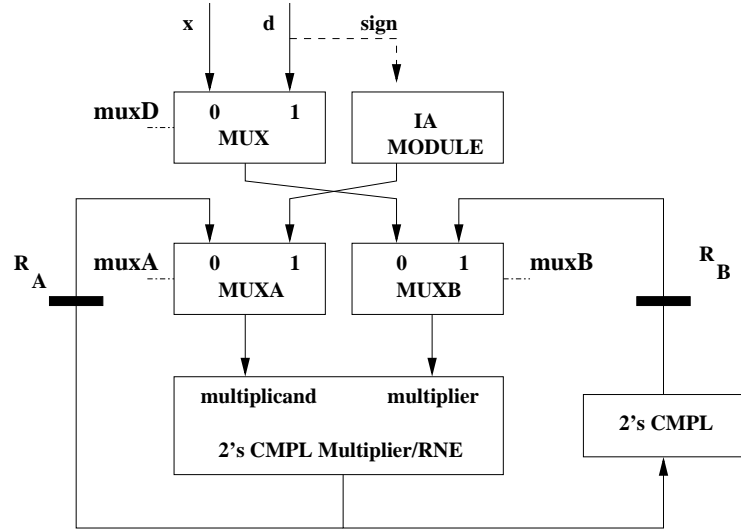 x d sign
muxD
0 1
MUX
IA
MODULE
R
A
muxA
0 1
MUXA
0 1
MUXB
muxB
R
B
multiplicand multiplier
2's CMPL Multiplier/RNE
2's CMPL